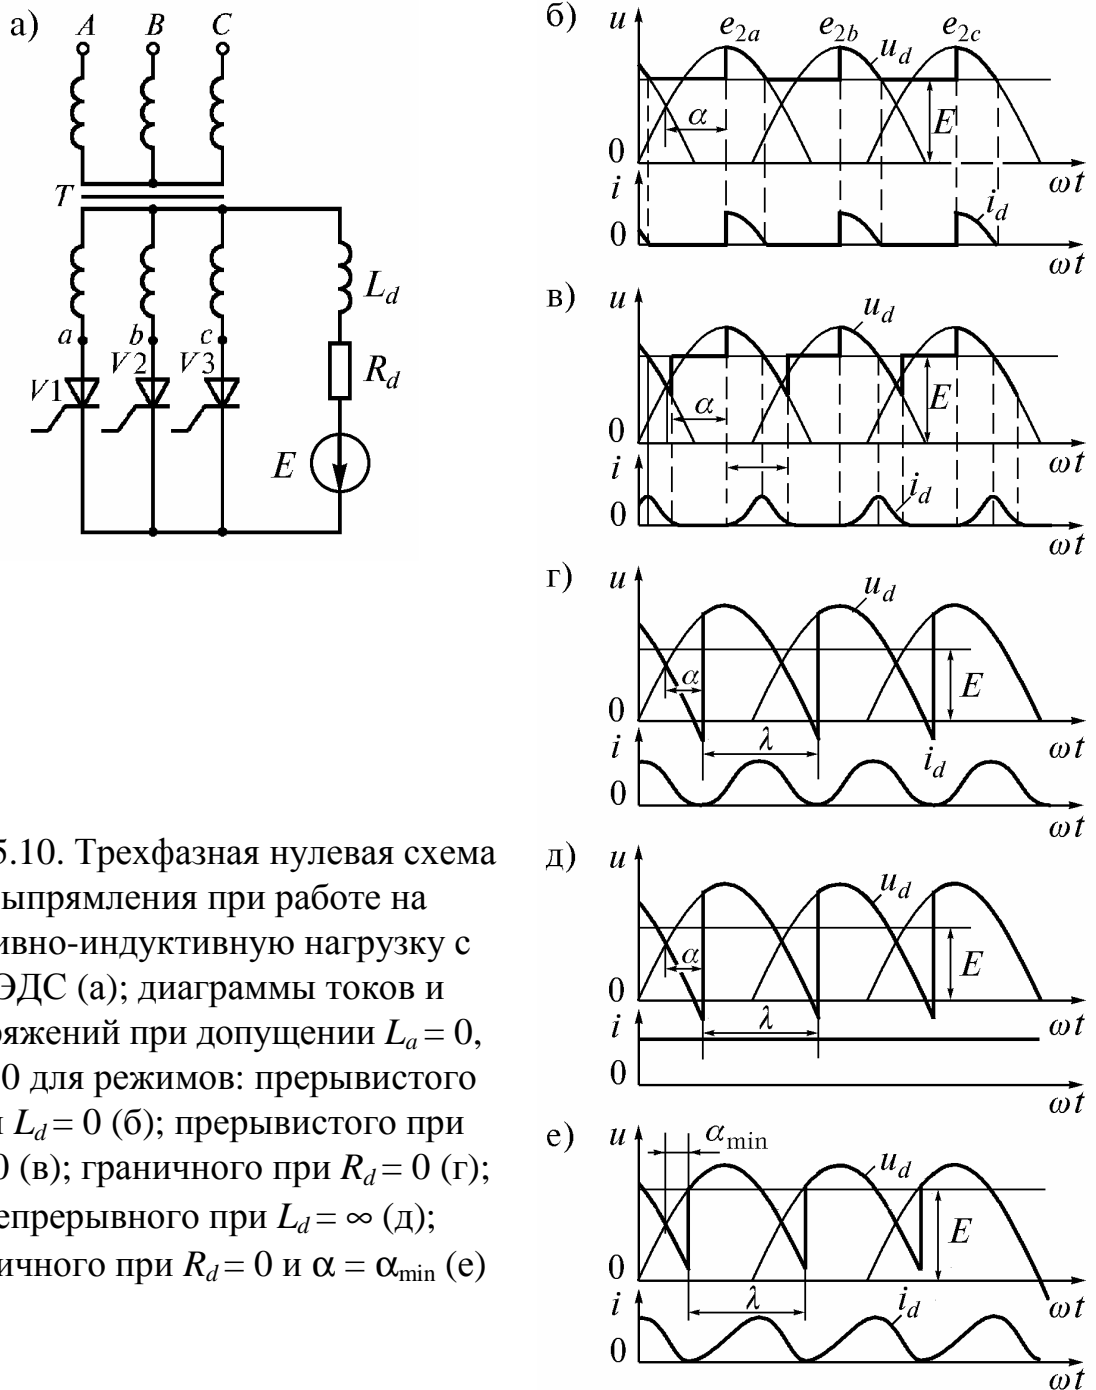 а)
A B C
T
a b c
V1 V2 V3
L_d
R_d
E
5.10. Трехфазная нулевая схема
выпрямления при работе на
ивно-индуктивную нагрузку с
ЭДС (а); диаграммы токов и
ряжений при допущении L_a = 0,
0 для режимов: прерывистого
L_d = 0 (б); прерывистого при
0 (в); граничного при R_d = 0 (г);
епрерывного при L_d = ∞ (д);
ичного при R_d = 0 и α = α_min (е)
б)
u e_2a e_2b u_d e_2c
α E
0 ωt
i i_d
0 ωt
в)
u u_d
α E
0 ωt
i i_d
0 ωt
г)
u u_d
α E
0 ωt
λ
i i_d
0 ωt
д)
u u_d
α E
0 ωt
λ
i
0 ωt
е)
u α_min u_d
E
0 ωt
λ
i i_d
0 ωt